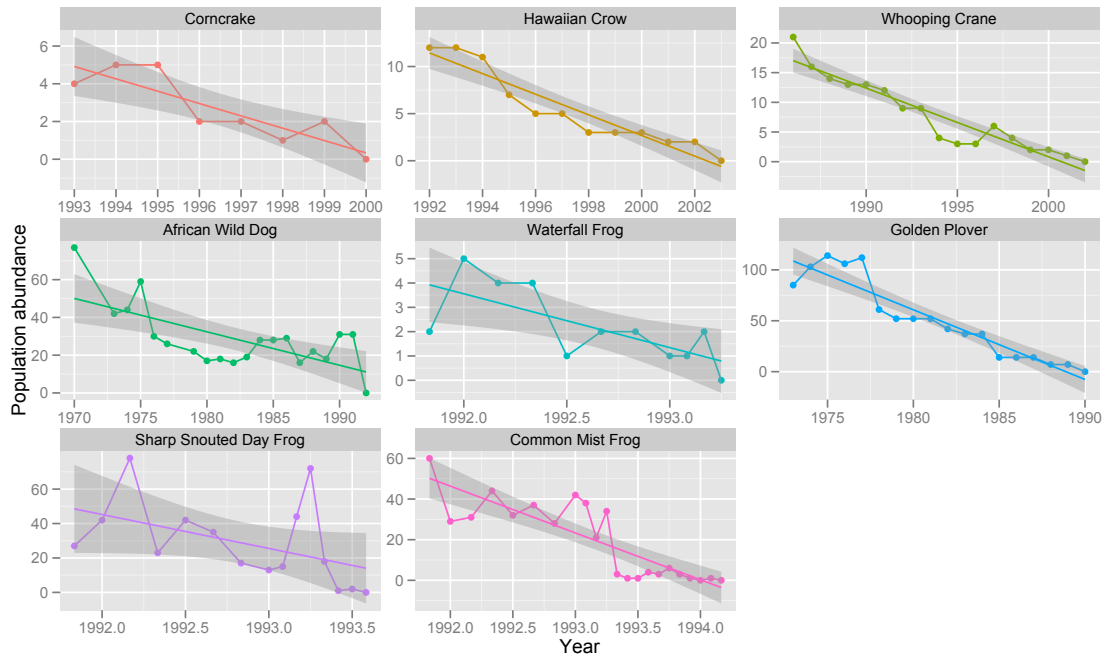 Corncrake
Hawaiian Crow
Whooping Crane
6
4
2
0
10
5
0
20
15
10
5
0
1993 1994 1995 1996 1997 1998 1999 2000
1992 1994 1996 1998 2000 2002
1990 1995 2000
African Wild Dog
Waterfall Frog
Golden Plover
Population abundance
60
40
20
0
5
4
3
2
1
0
100
50
0
1970 1975 1980 1985 1990
1992.0 1992.5 1993.0
1975 1980 1985 1990
Sharp Snouted Day Frog
Common Mist Frog
60
40
20
0
60
40
20
0
1992.0 1992.5 1993.0 1993.5
1992.0 1992.5 1993.0 1993.5 1994.0
Year